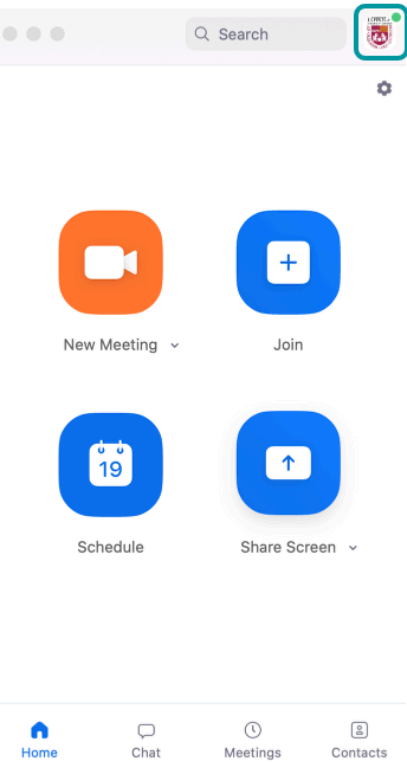 Search
New Meeting
Join
19
Schedule
Share Screen
Home
Chat
Meetings
Contacts